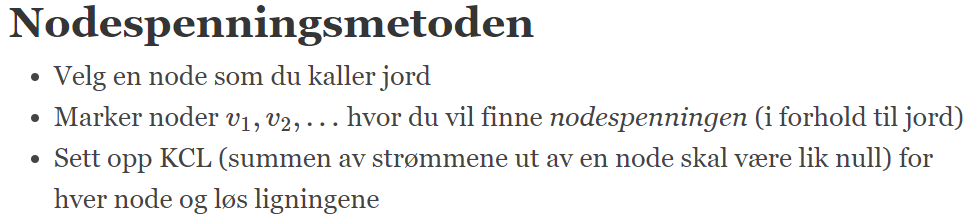 Nodespenningsmetoden
• Velg en node som du kaller jord
• Marker noder v₁, v₂, … hvor du vil finne nodespenningen (i forhold til jord)
• Sett opp KCL (summen av strømmene ut av en node skal være lik null) for
hver node og løs ligningene